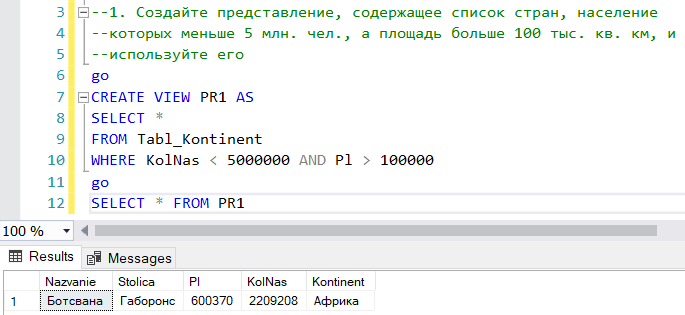 3 --1. Создайте представление, содержащее список стран, население
4 --которых меньше 5 млн. чел., а площадь больше 100 тыс. кв. км, и
5 --используйте его
6 go
7 CREATE VIEW PR1 AS
8 SELECT *
9 FROM Tabl_Kontinent
10 WHERE KolNas < 5000000 AND Pl > 100000
11 go
12 SELECT * FROM PR1
100 %
Results Messages
Nazvanie Stolica Pl KolNas Kontinent
1 Ботсвана Габоронс 600370 2209208 Африка